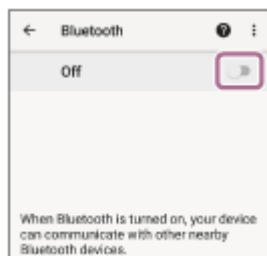 Bluetooth
Off
When Bluetooth is turned on, your device
can communicate with other nearby
Bluetooth devices.